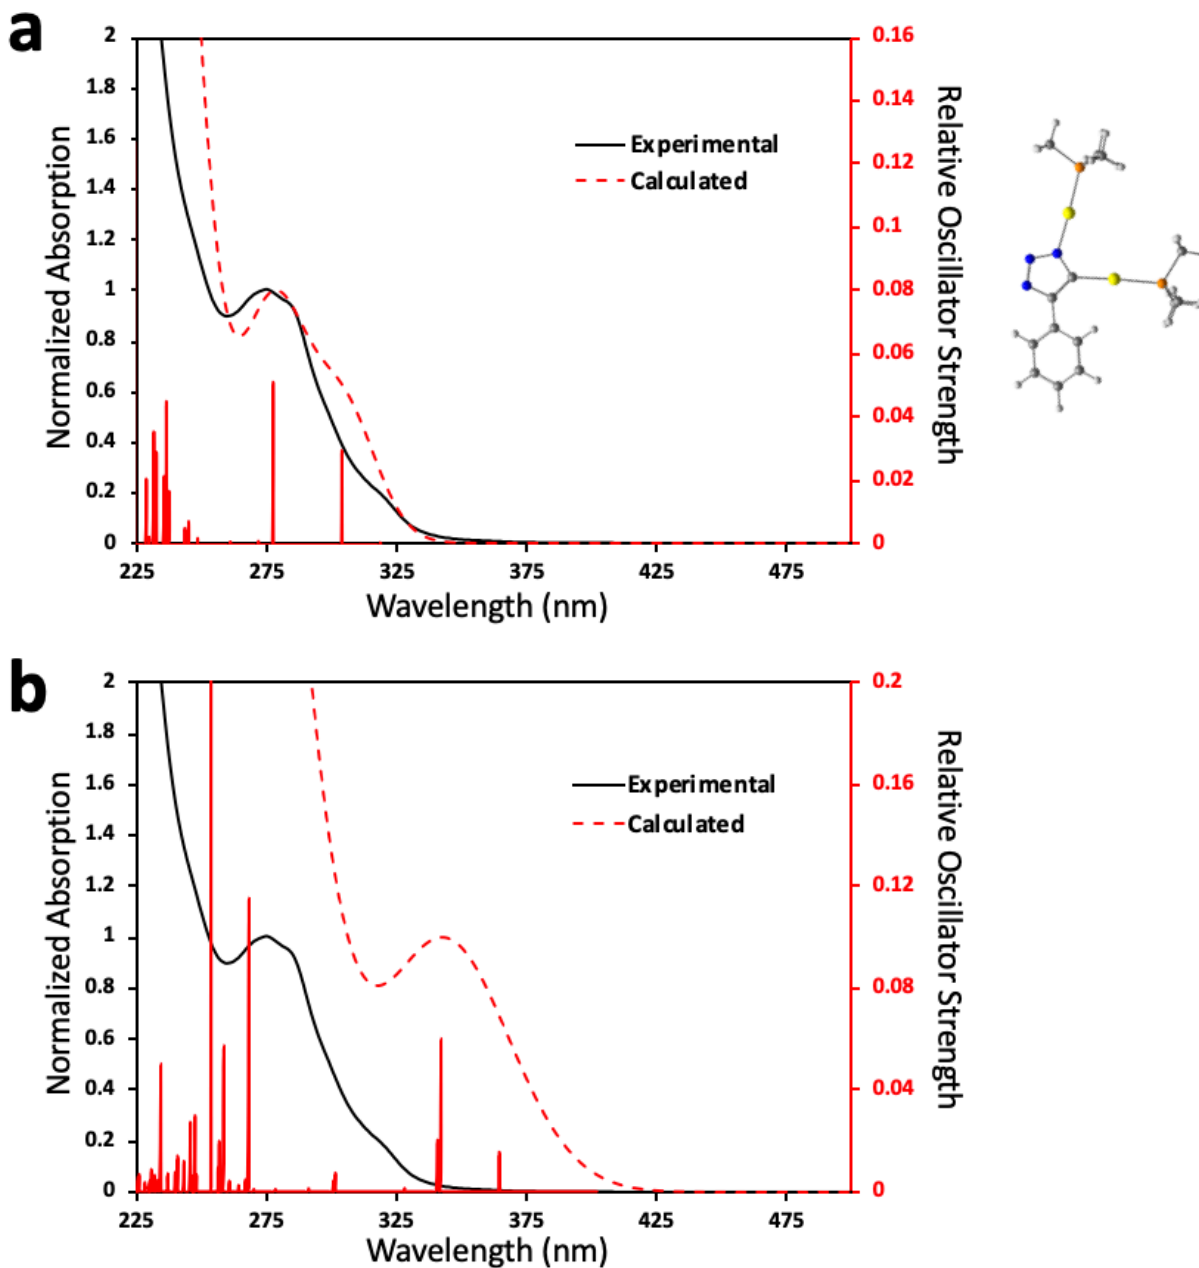 a
2
1.8
1.6
1.4
1.2
1
0.8
0.6
0.4
0.2
0
Normalized Absorption
Experimental
Calculated
0.16
0.14
0.12
0.1
0.08
0.06
0.04
0.02
0
Relative Oscillator Strength
225 275 325 375 425 475
Wavelength (nm)
b
2
1.8
1.6
1.4
1.2
1
0.8
0.6
0.4
0.2
0
Normalized Absorption
Experimental
Calculated
0.2
0.16
0.12
0.08
0.04
0
Relative Oscillator Strength
225 275 325 375 425 475
Wavelength (nm)